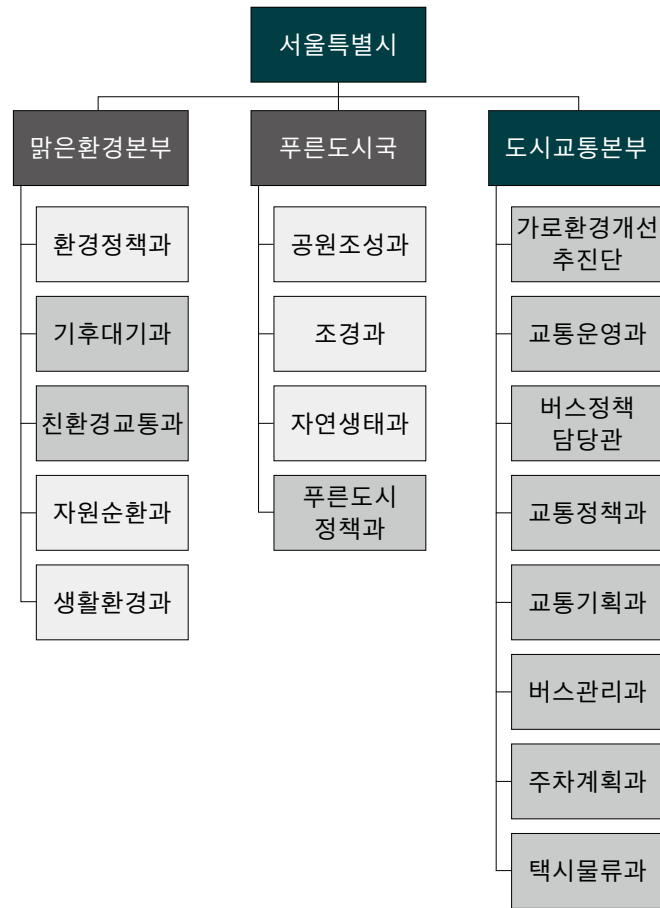 서울특별시
맑은환경본부
환경정책과
기후대기과
친환경교통과
자원순환과
생활환경과
푸른도시국
공원조성과
조경과
자연생태과
푸른도시
정책과
도시교통본부
가로환경개선
추진단
교통운영과
버스정책
담당관
교통정책과
교통기획과
버스관리과
주차계획과
택시물류과